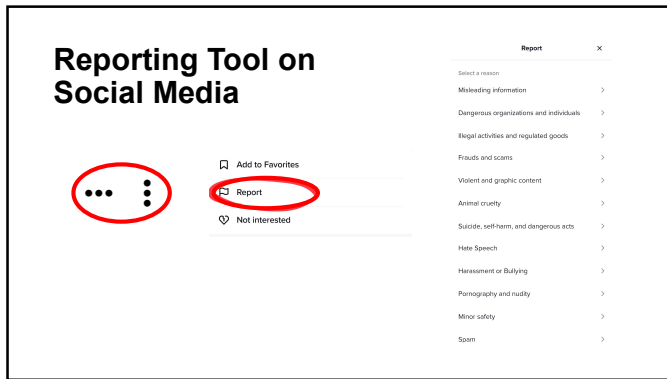 Reporting Tool on
Social Media
Add to Favorites
Report
Not interested
Report
Select a reason
Misleading information
Dangerous organizations and individuals
Illegal activities and regulated goods
Frauds and scams
Violent and graphic content
Animal cruelty
Suicide, self-harm, and dangerous acts
Hate Speech
Harassment or Bullying
Pornography and nudity
Minor safety
Spam